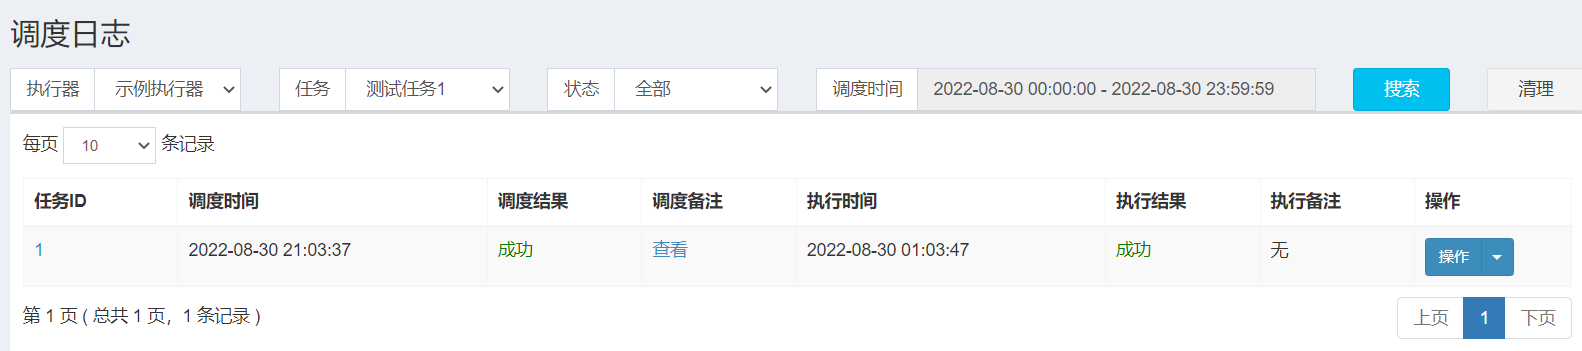 调度日志
执行器 示例执行器 任务 测试任务1 状态 全部 调度时间 2022-08-30 00:00:00 - 2022-08-30 23:59:59 搜索 清理
每页 10 条记录
任务ID 调度时间 调度结果 调度备注 执行时间 执行结果 执行备注 操作
1 2022-08-30 21:03:37 成功 查看 2022-08-30 01:03:47 成功 无 操作
第 1 页 ( 总共 1 页，1 条记录 ) 上页 1 下页